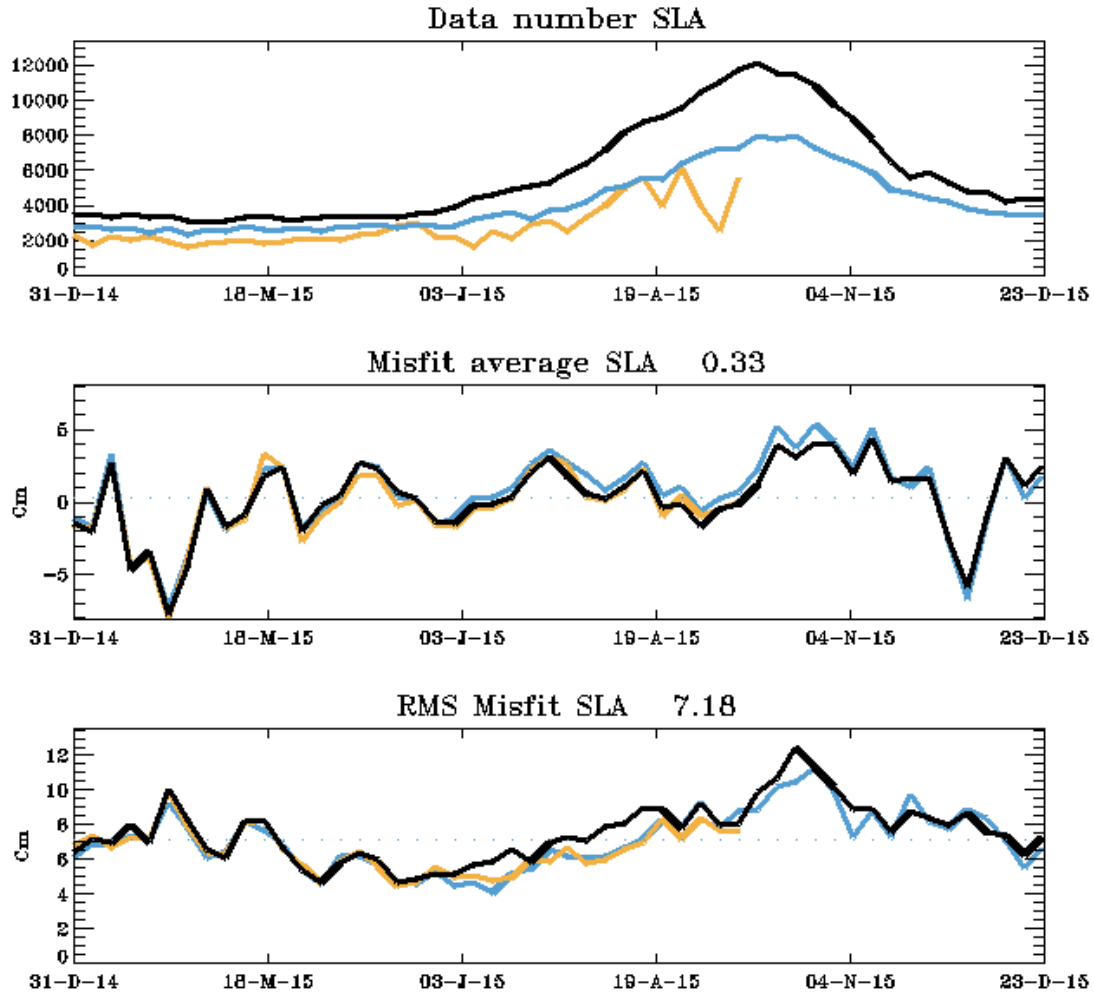 Data number SLA
12000
10000
8000
6000
4000
2000
0
31-D-14 18-M-15 03-J-15 19-A-15 04-N-15 23-D-15
Misfit average SLA 0.33
5
0
-5
Cm
31-D-14 18-M-15 03-J-15 19-A-15 04-N-15 23-D-15
RMS Misfit SLA 7.18
12
10
8
6
4
2
0
Cm
31-D-14 18-M-15 03-J-15 19-A-15 04-N-15 23-D-15